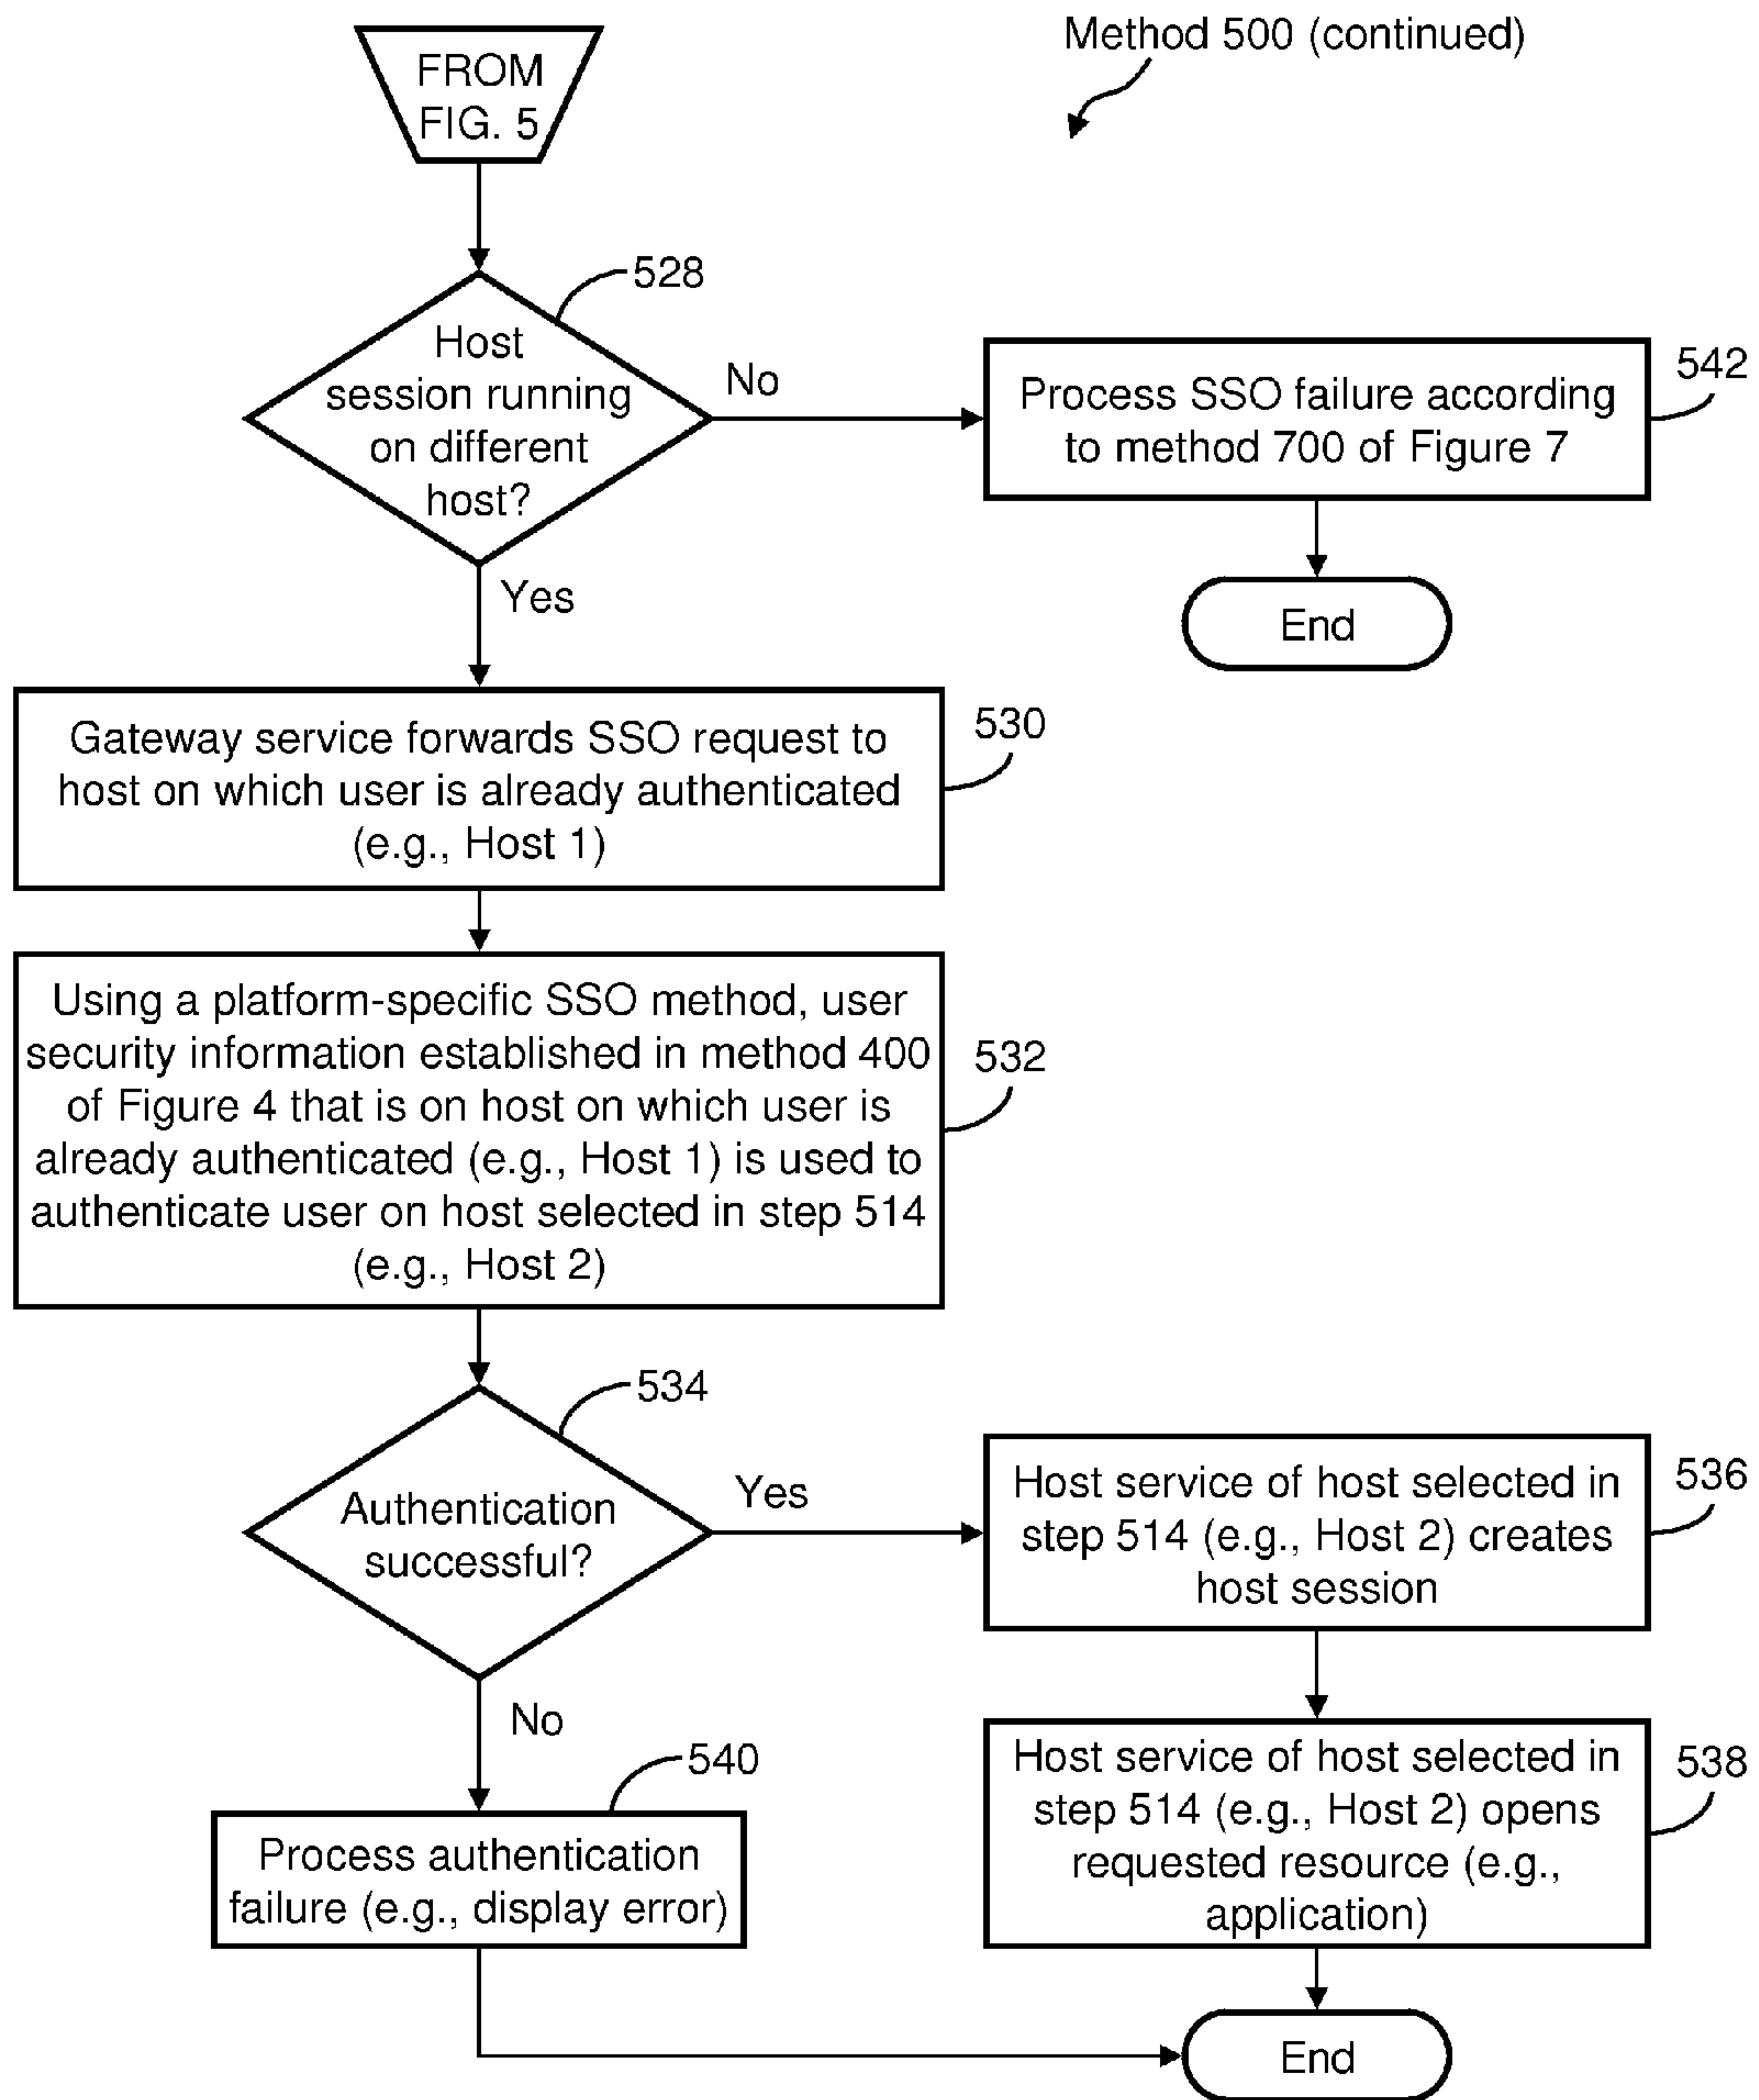 Method 500 (continued)
FROM
FIG. 5
528
Host
session running
on different
host?
No
542
Process SSO failure according
to method 700 of Figure 7
End
Yes
530
Gateway service forwards SSO request to
host on which user is already authenticated
(e.g., Host 1)
532
Using a platform-specific SSO method, user
security information established in method 400
of Figure 4 that is on host on which user is
already authenticated (e.g., Host 1) is used to
authenticate user on host selected in step 514
(e.g., Host 2)
534
Authentication
successful?
Yes
536
Host service of host selected in
step 514 (e.g., Host 2) creates
host session
No
538
Host service of host selected in
step 514 (e.g., Host 2) opens
requested resource (e.g.,
application)
540
Process authentication
failure (e.g., display error)
End